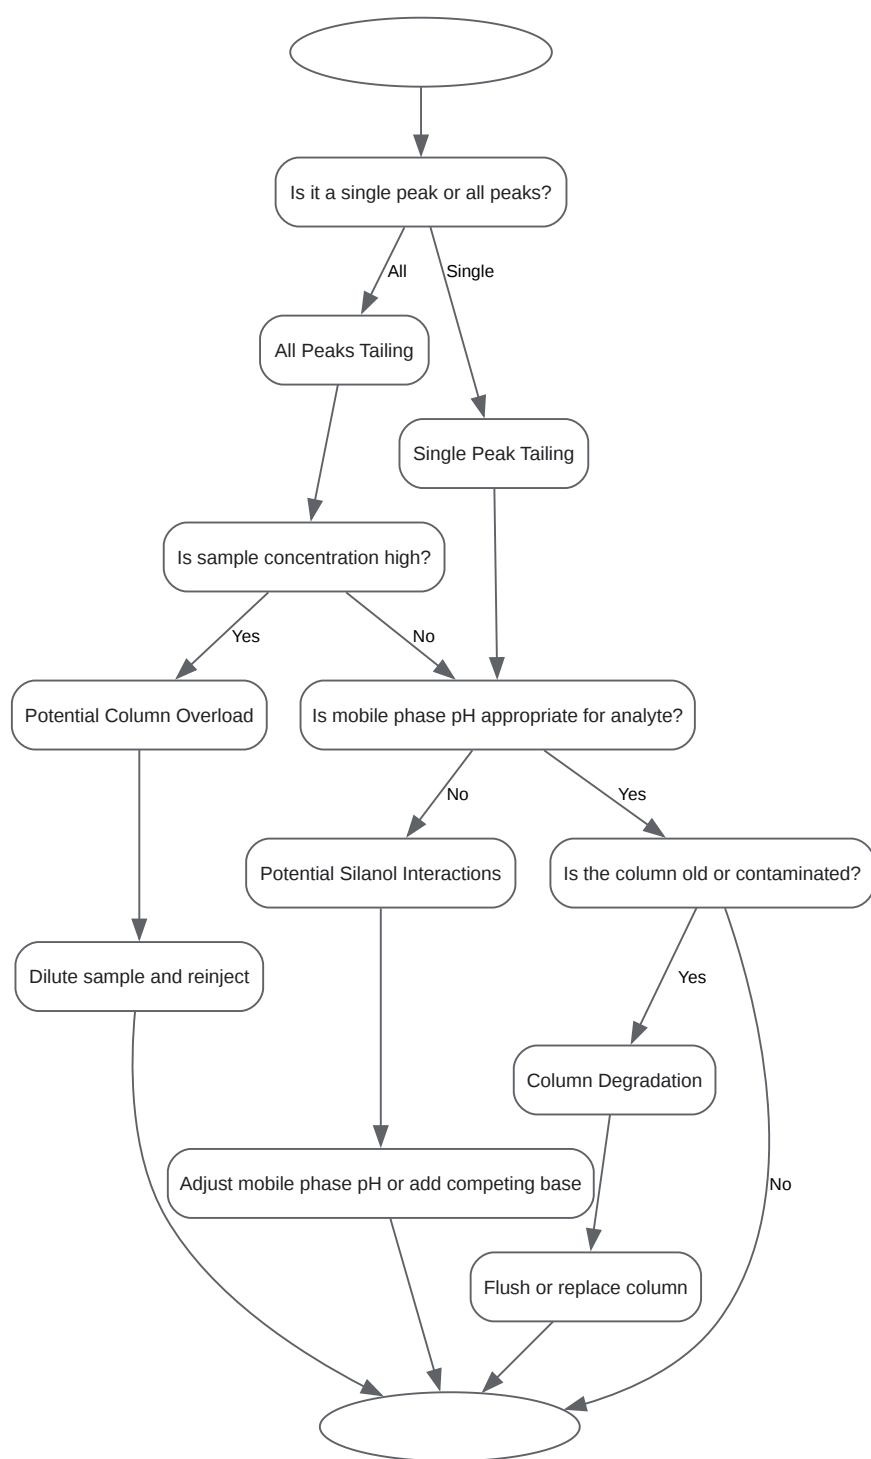 Is it a single peak or all peaks?
All
Single
All Peaks Tailing
Single Peak Tailing
Is sample concentration high?
Yes
No
Potential Column Overload
Is mobile phase pH appropriate for analyte?
No
Yes
Potential Silanol Interactions
Is the column old or contaminated?
Dilute sample and reinject
Yes
Column Degradation
Adjust mobile phase pH or add competing base
No
Flush or replace column